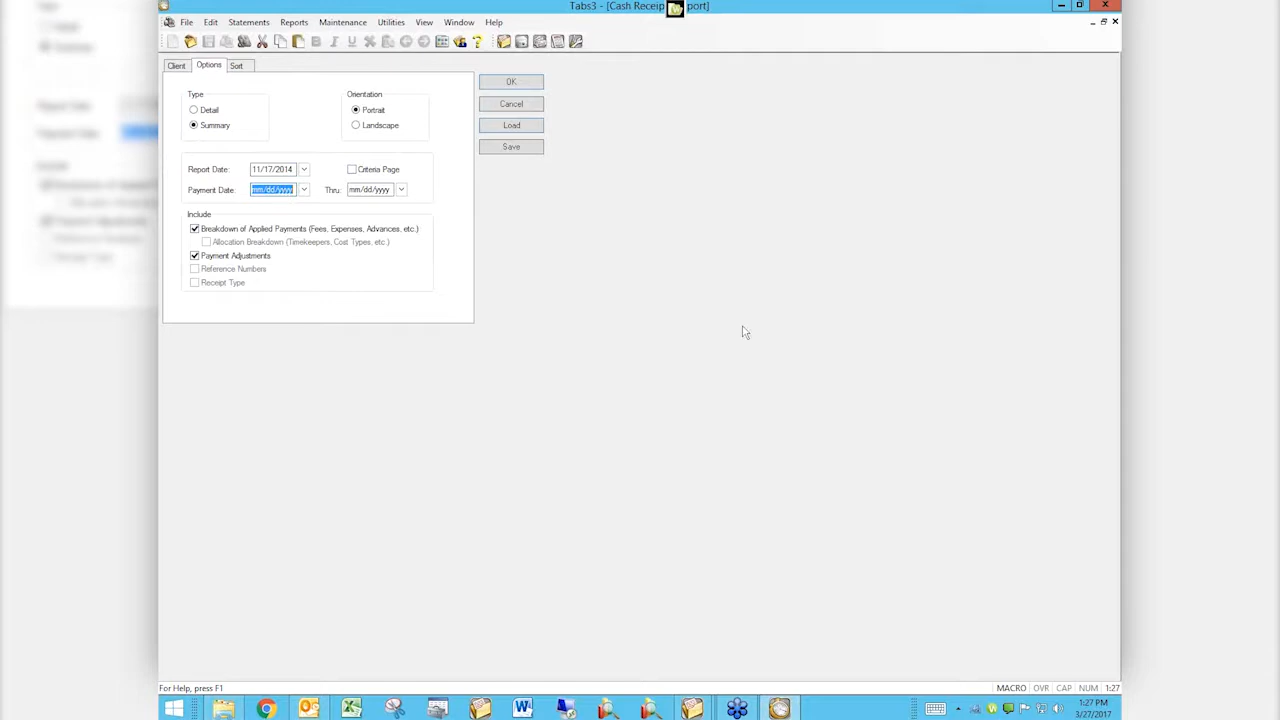 Tabs3 - [Cash Receip port]
File Edit Statements Reports Maintenance Utilities View Window Help
Client Options Sort
Type
Detail
Summary
Orientation
Portrait
Landscape
OK
Cancel
Load
Save
Report Date: 11/17/2014 Criteria Page
Payment Date: mm/dd/yyyy Thru: mm/dd/yyyy
Include
Breakdown of Applied Payments (Fees, Expenses, Advances, etc.)
Allocation Breakdown (Timekeepers, Cost Types, etc.)
Payment Adjustments
Reference Numbers
Receipt Type
For Help, press F1
MACRO OVR CAP NUM 1:27
1:27 PM
3/27/2017